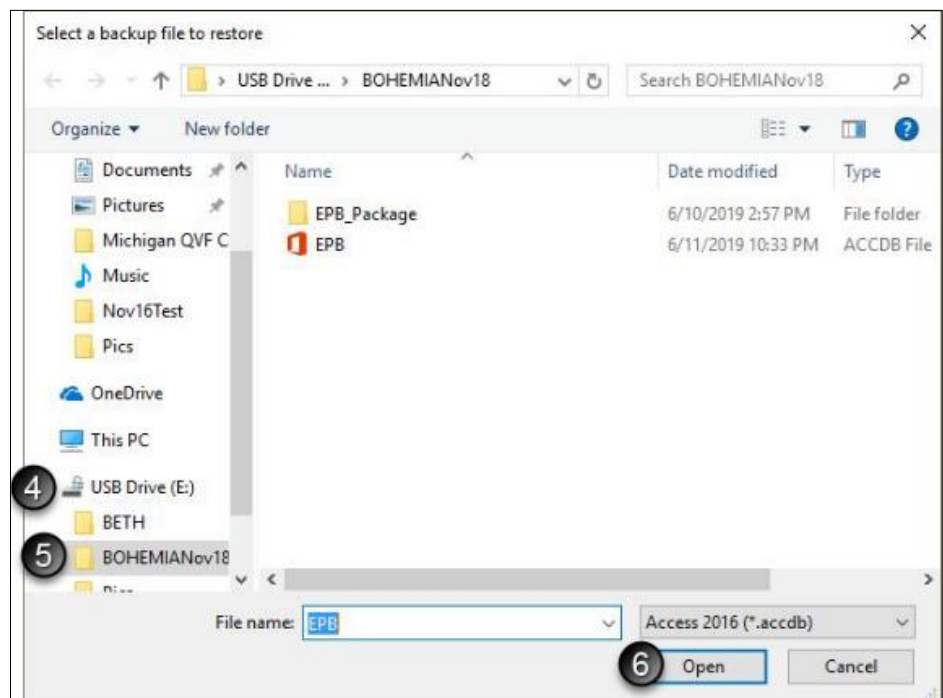 Select a backup file to restore
USB Drive ... > BOHEMIANov18
Search BOHEMIANov18
Organize
New folder
Name
Date modified
Type
Documents
Pictures
Michigan QVF C
Music
Nov16Test
Pics
OneDrive
This PC
4 USB Drive (E:)
BETH
5 BOHEMIANov18
EPB_Package 6/10/2019 2:57 PM File folder
EPB 6/11/2019 10:33 PM ACCDB File
File name: EPB
Access 2016 (*.accdb)
6 Open
Cancel